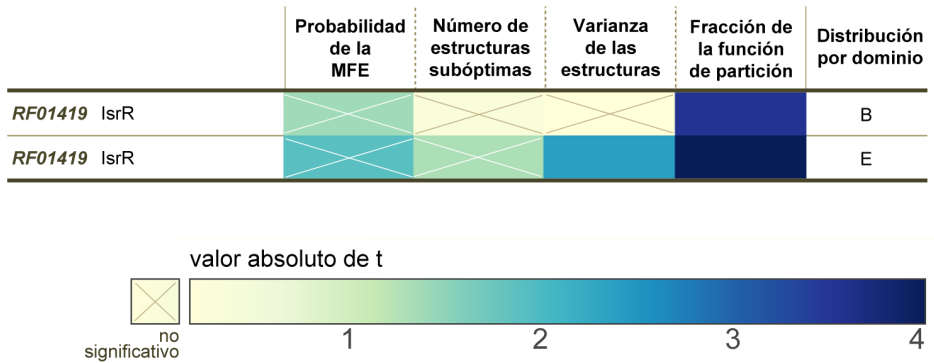 Probabilidad de la MFE
Número de estructuras subóptimas
Varianza de las estructuras
Fracción de la función de partición
Distribución por dominio
RF01419 IsrR B
RF01419 IsrR E
valor absoluto de t
no significativo
1 2 3 4